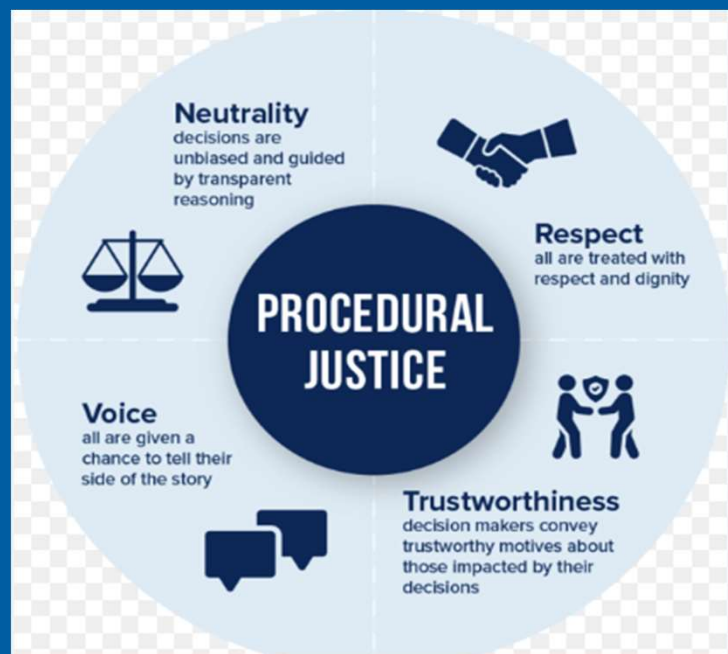 Neutrality
decisions are
unbiased and guided
by transparent
reasoning
Respect
all are treated with
respect and dignity
PROCEDURAL
JUSTICE
Voice
all are given a
chance to tell their
side of the story
Trustworthiness
decision makers convey
trustworthy motives about
those impacted by their
decisions